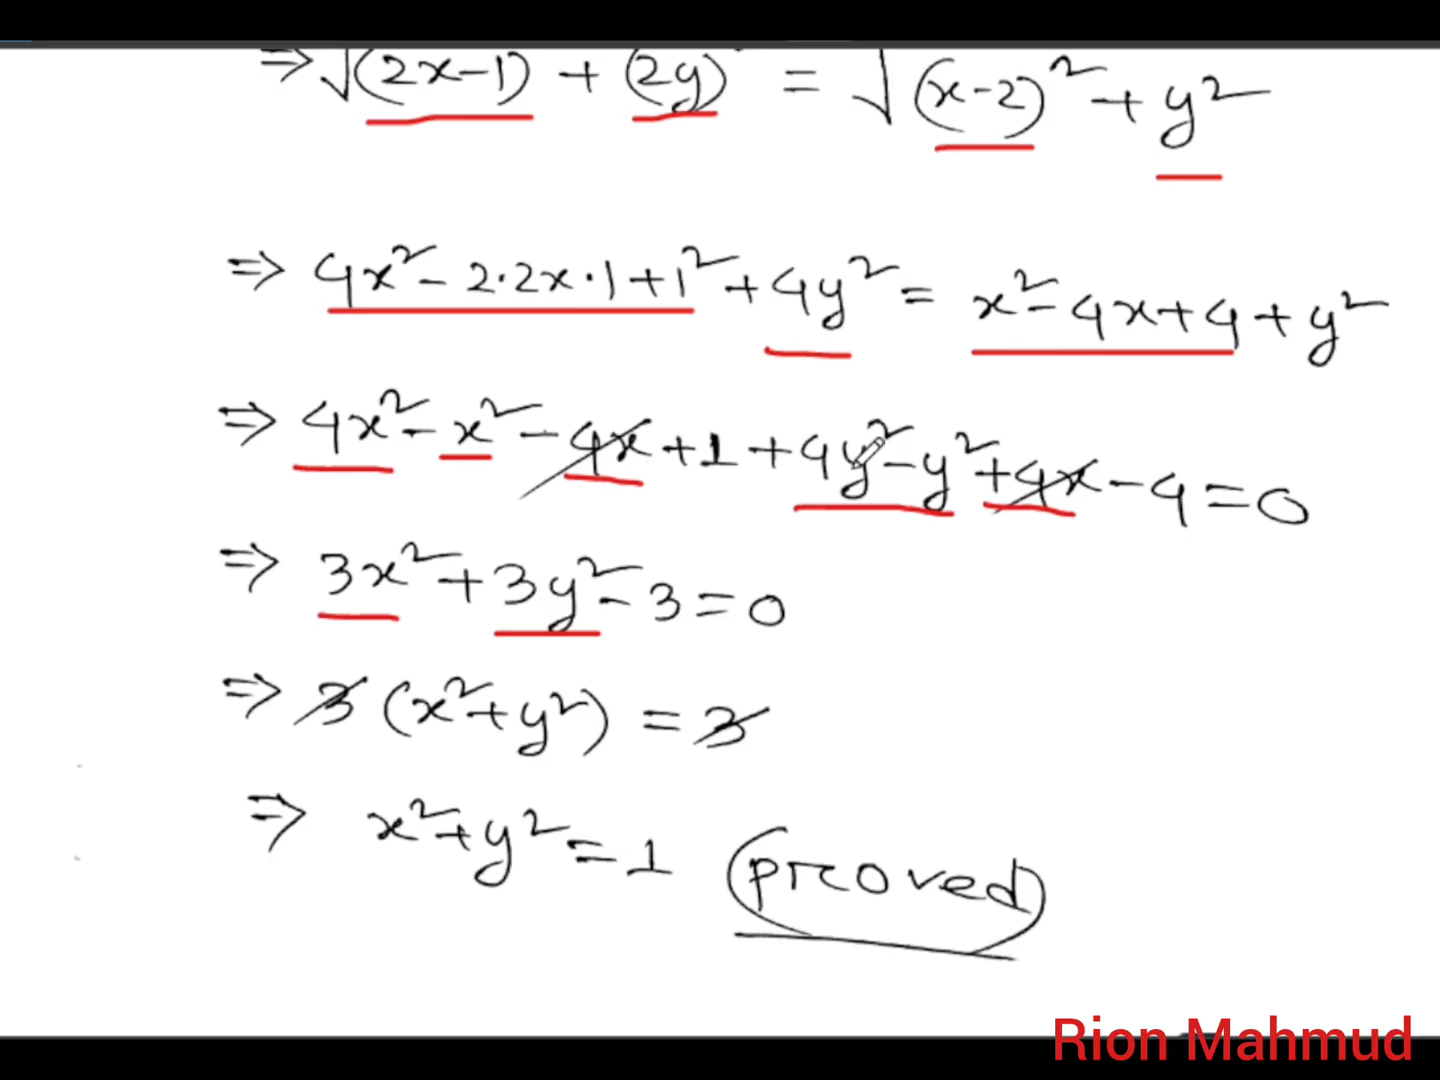 ⇒ √(2x-1) + (2y) = √(x-2)² + y²
⇒ 4x² - 2·2x·1 + 1² + 4y² = x² - 4x + 4 + y²
⇒ 4x² - x² - 4x + 1 + 4y² - y² + 4x - 4 = 0
⇒ 3x² + 3y² - 3 = 0
⇒ 3 (x² + y²) = 3
⇒ x² + y² = 1 (proved)
Rion Mahmud